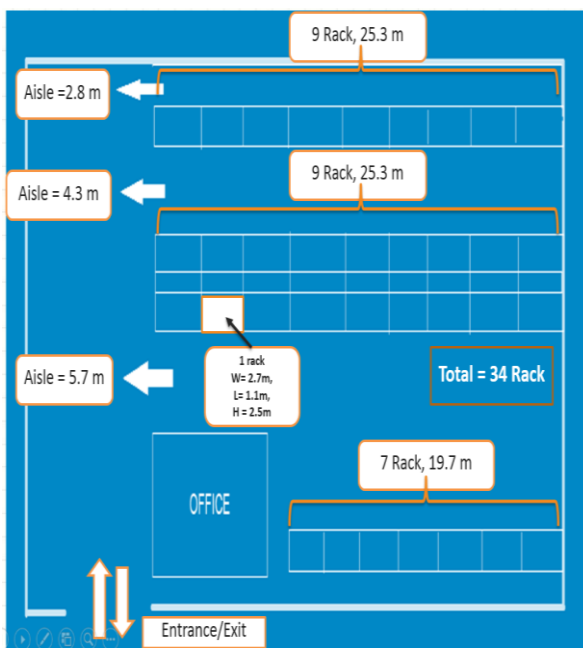 9 Rack, 25.3 m
Aisle =2.8 m
9 Rack, 25.3 m
Aisle = 4.3 m
1 rack
W= 2.7m,
L= 1.1m,
H = 2.5m
Aisle = 5.7 m
Total = 34 Rack
7 Rack, 19.7 m
OFFICE
Entrance/Exit